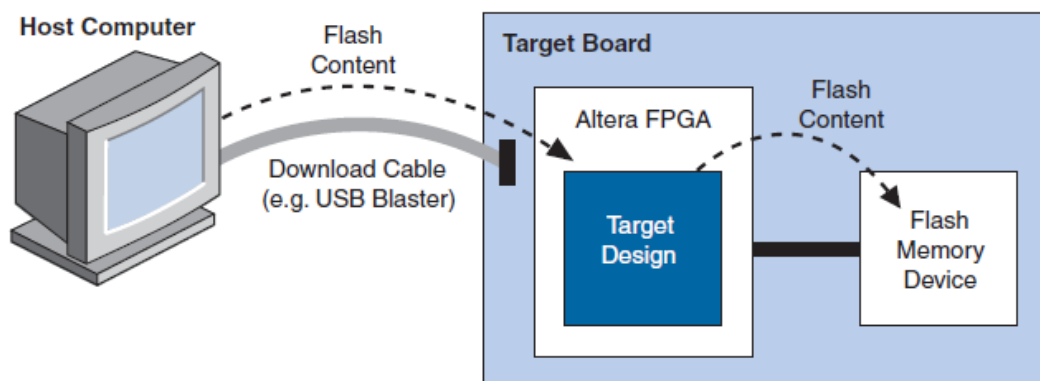 Host Computer
Flash
Content
Download Cable
(e.g. USB Blaster)
Target Board
Altera FPGA
Target
Design
Flash
Content
Flash
Memory
Device